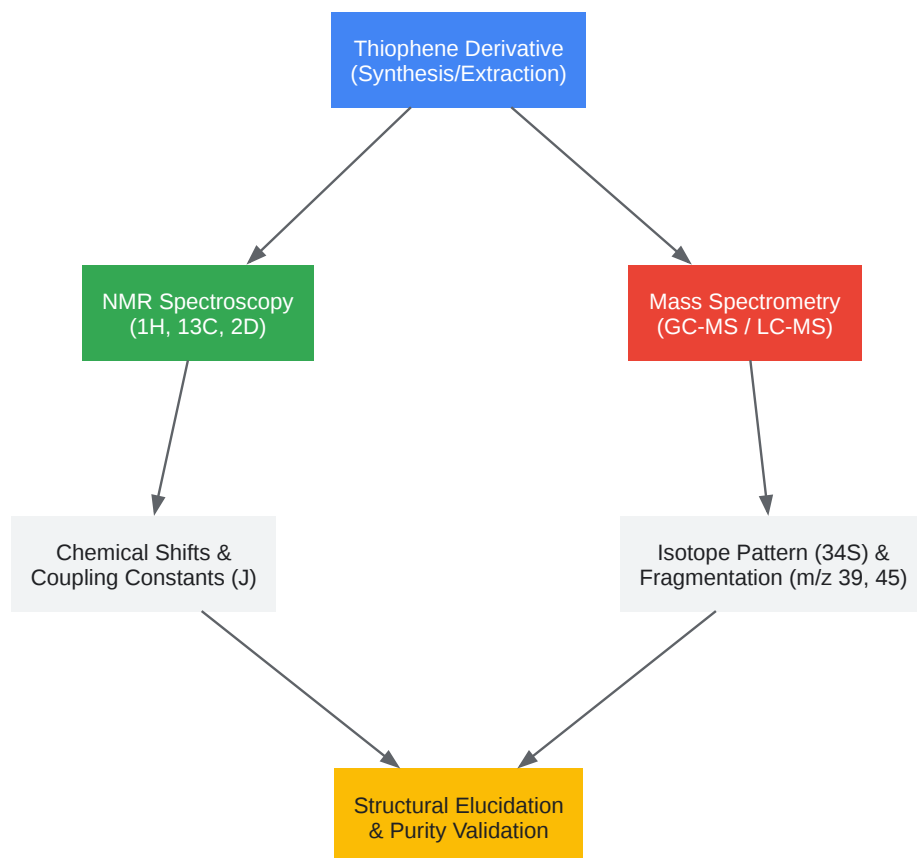 Thiophene Derivative
(Synthesis/Extraction)
NMR Spectroscopy
(1H, 13C, 2D)
Mass Spectrometry
(GC-MS / LC-MS)
Chemical Shifts &
Coupling Constants (J)
Isotope Pattern (34S) &
Fragmentation (m/z 39, 45)
Structural Elucidation
& Purity Validation